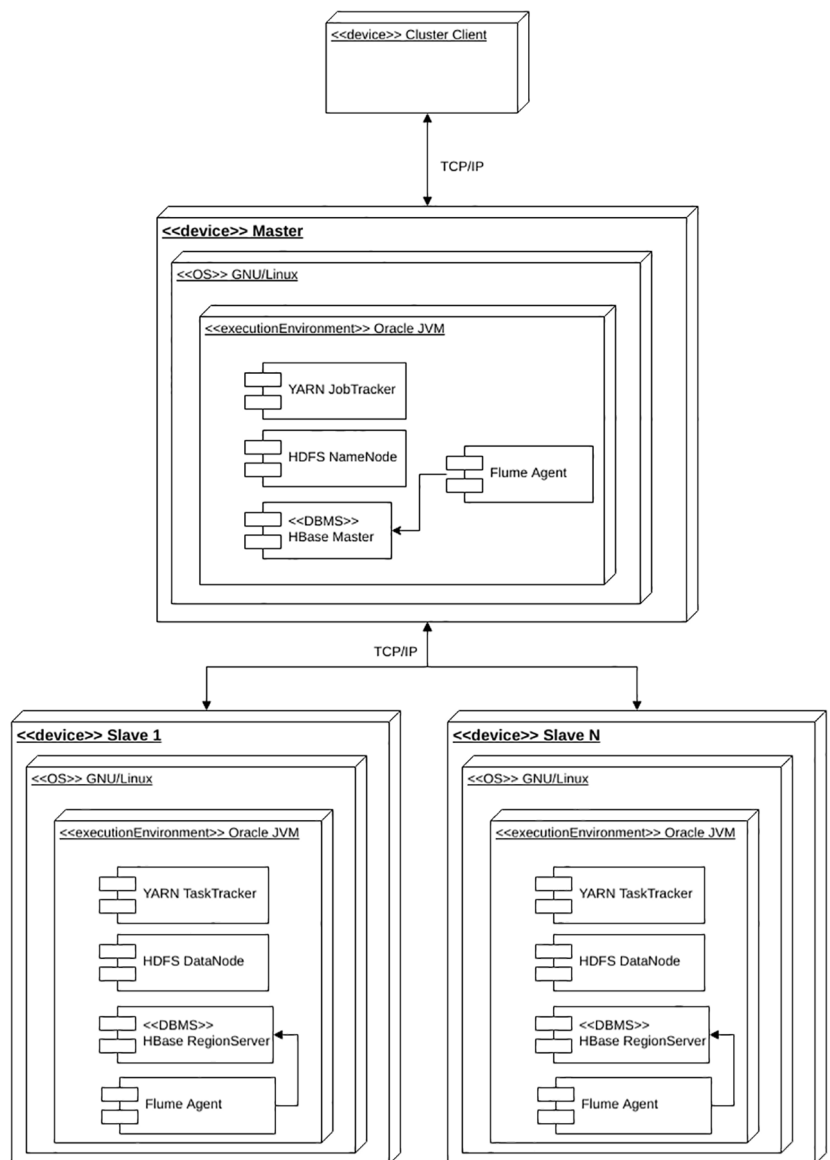 <<device>> Cluster Client
TCP/IP
<<device>> Master
<<OS>> GNU/Linux
<<executionEnvironment>> Oracle JVM
YARN JobTracker
HDFS NameNode
Flume Agent
<<DBMS>>
HBase Master
TCP/IP
<<device>> Slave 1
<<OS>> GNU/Linux
<<executionEnvironment>> Oracle JVM
YARN TaskTracker
HDFS DataNode
<<DBMS>>
HBase RegionServer
Flume Agent
<<device>> Slave N
<<OS>> GNU/Linux
<<executionEnvironment>> Oracle JVM
YARN TaskTracker
HDFS DataNode
<<DBMS>>
HBase RegionServer
Flume Agent